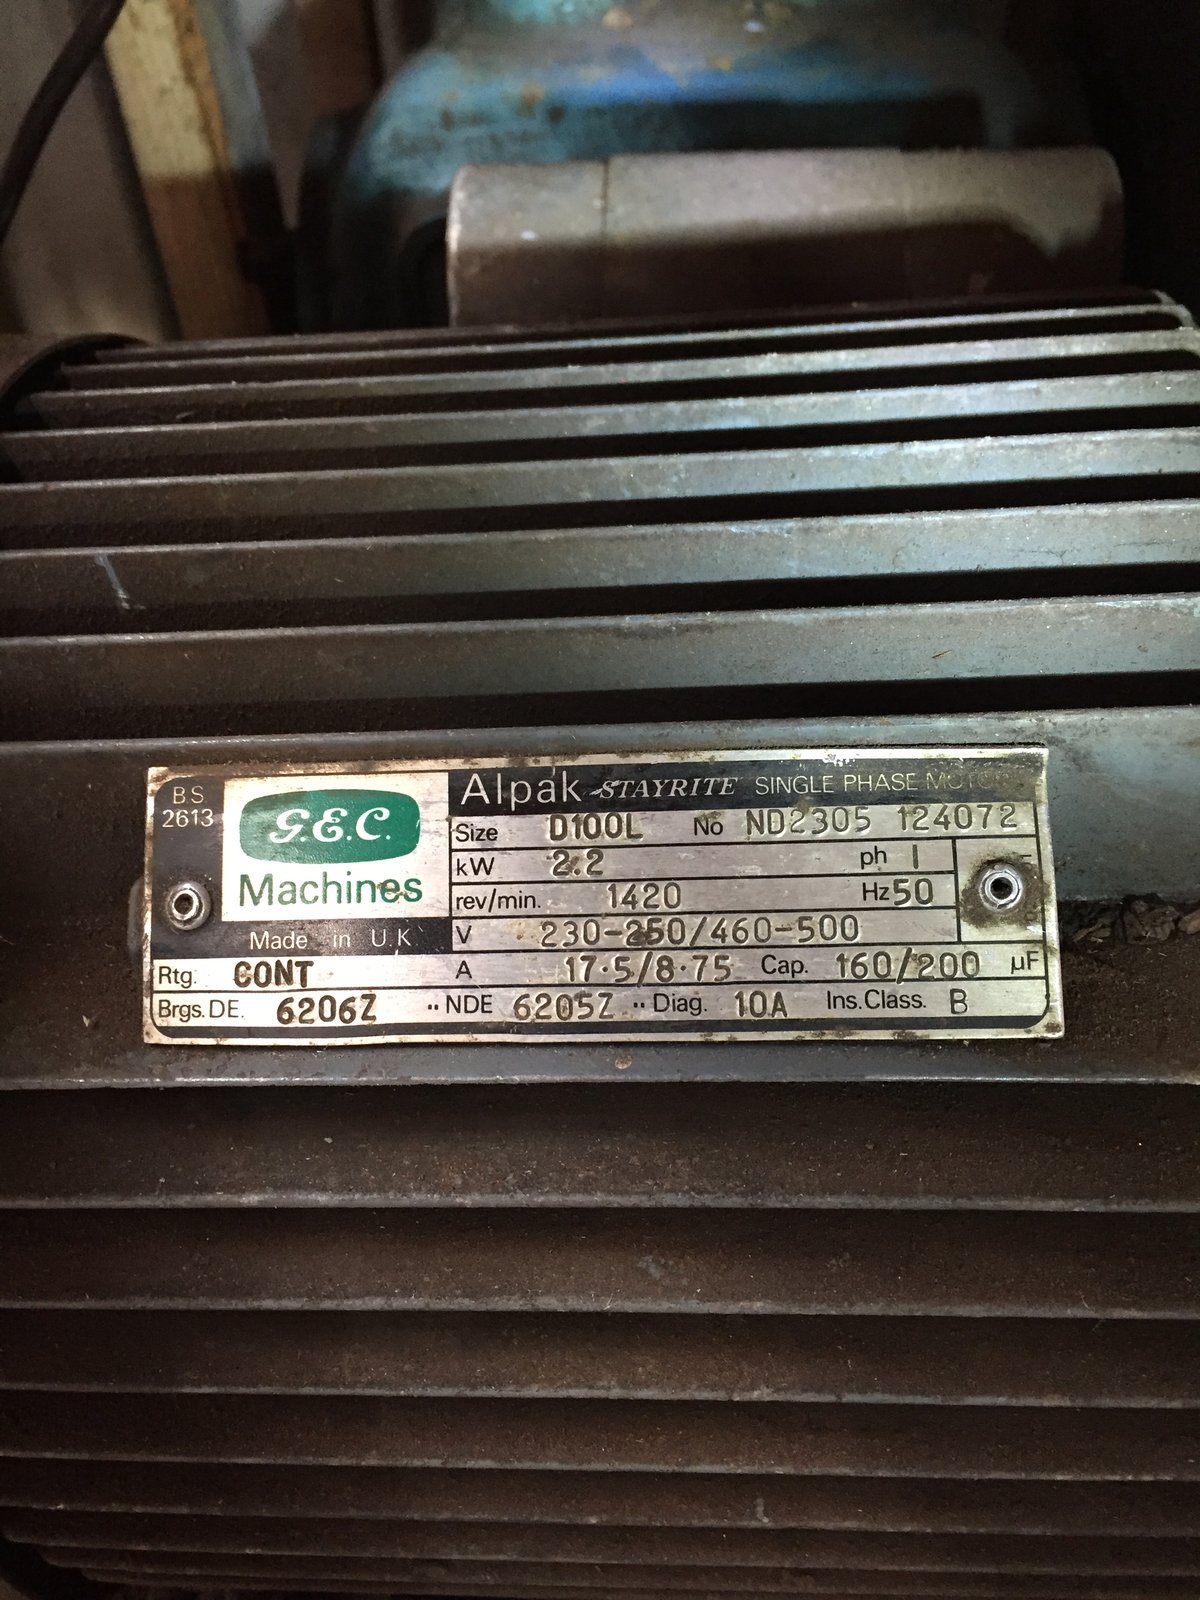 BS 2613
G.E.C.
Machines
Made in U.K
Alpak STAYRITE SINGLE PHASE MOTOR
Size D100L No ND2305 124072
kW 2.2 ph 1
rev/min. 1420 Hz 50
V 230-250/460-500
Rtg. CONT A 17·5/8·75 Cap. 160/200 µF
Brgs. DE. 6206Z ·· NDE 6205Z ·· Diag. 10A Ins. Class. B